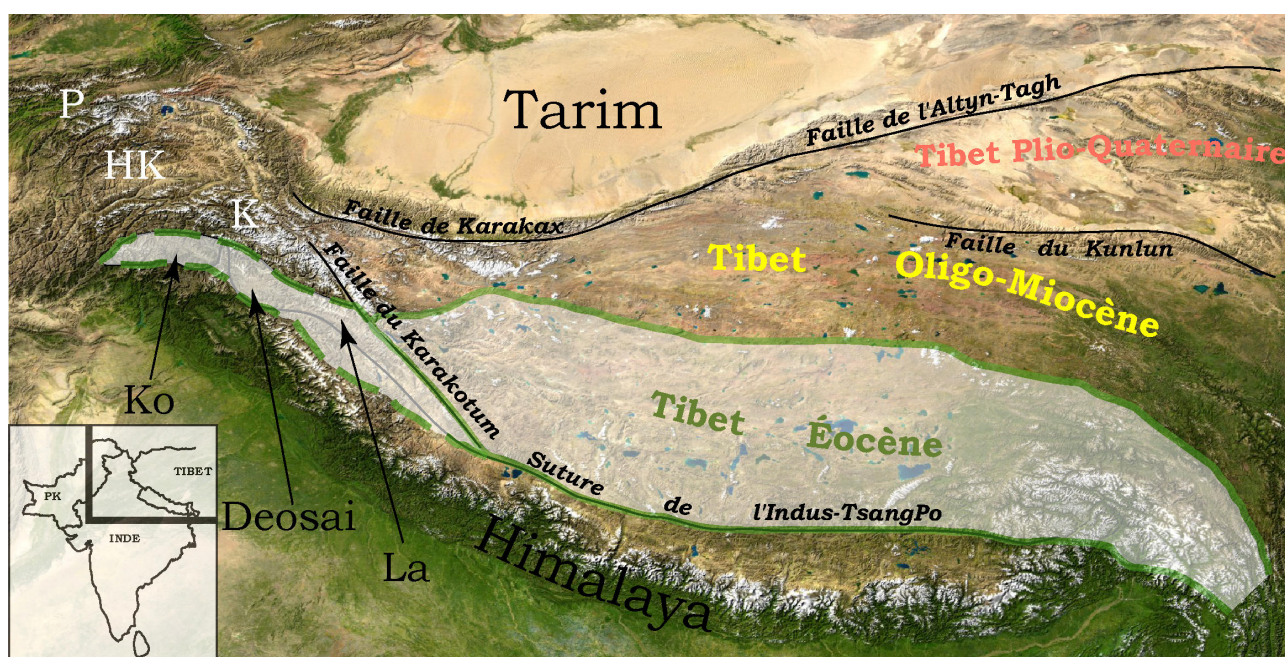 P
Tarim
Faille de l'Altyn-Tagh
Tibet Plio-Quaternaire
HK
K
Faille de Karakax
Faille du Kunlun
Tibet Oligo-Miocène
Faille du Karakotum
Ko
Tibet Éocène
Suture de l'Indus-TsangPo
Deosai
La
Himalaya
TIBET
PK
INDE